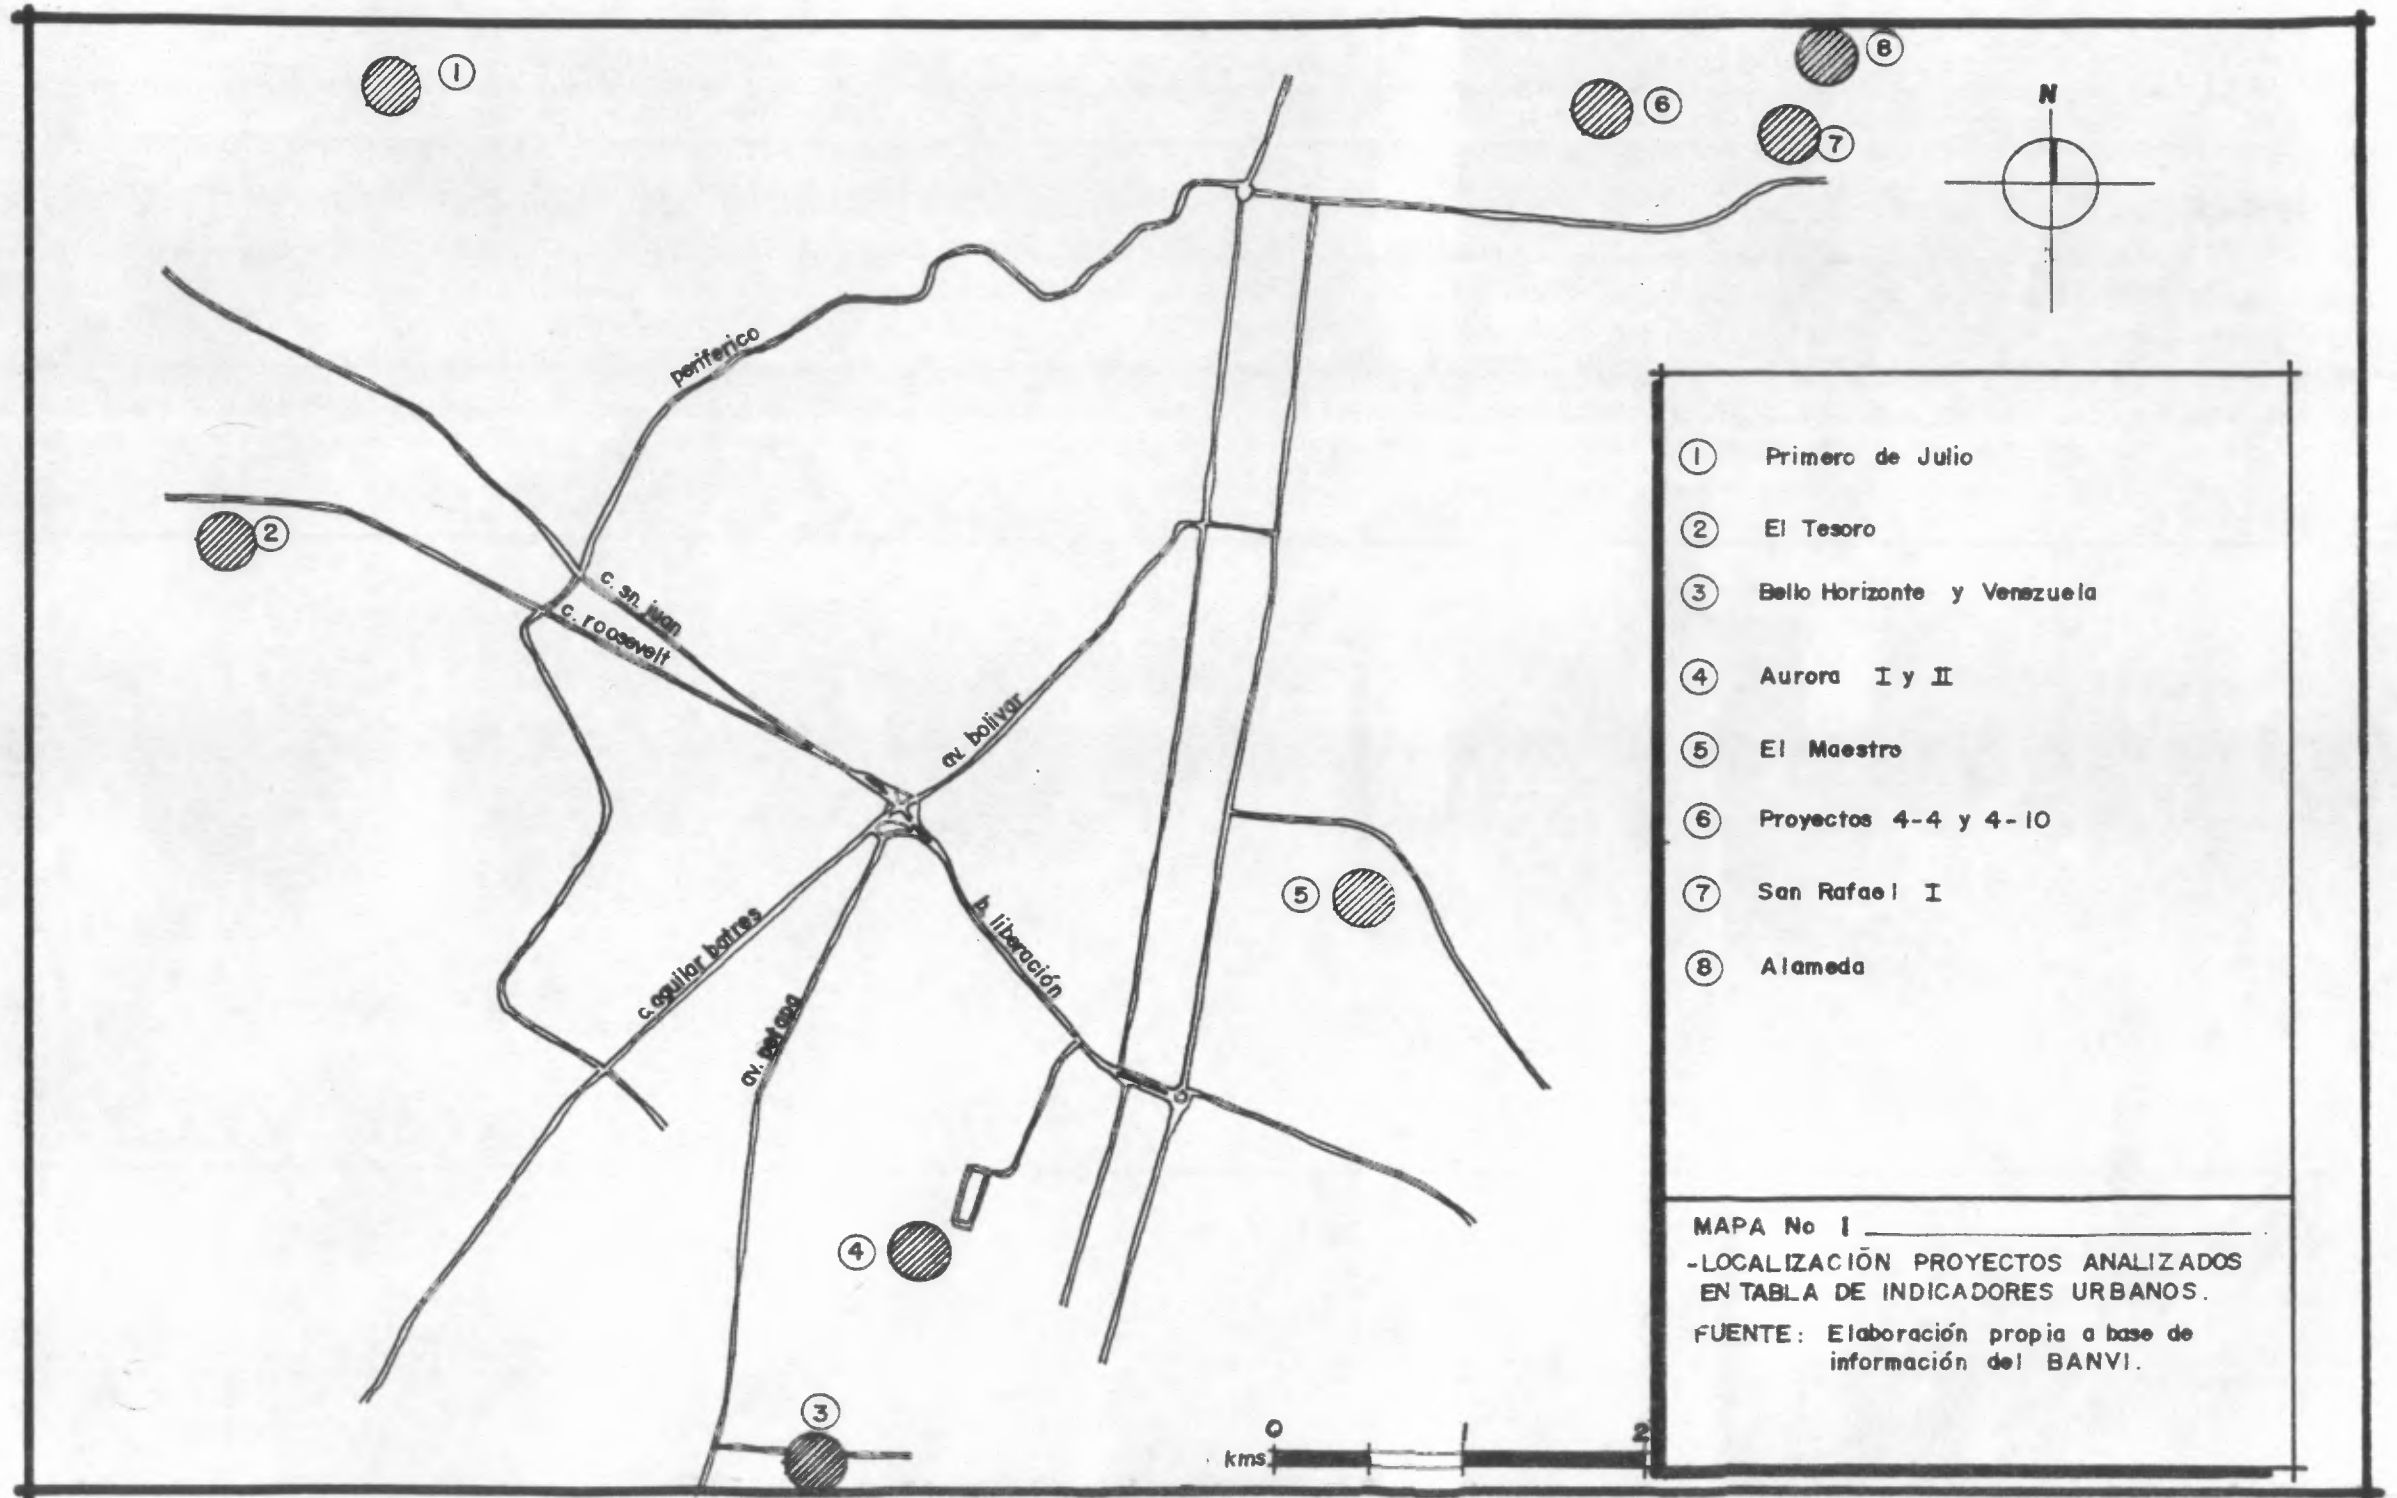 1
8
6
7
N
periferico
2
c. sn. juan
c. roosevelt
av. bolivar
5
b. liberación
c. aguilar batres
av. petapa
4
3
0 1 2
kms.
1 Primero de Julio
2 El Tesoro
3 Bello Horizonte y Venezuela
4 Aurora I y II
5 El Maestro
6 Proyectos 4-4 y 4-10
7 San Rafael I
8 Alameda
MAPA No 1
-LOCALIZACIÓN PROYECTOS ANALIZADOS
EN TABLA DE INDICADORES URBANOS.
FUENTE: Elaboración propia a base de
información del BANVI.